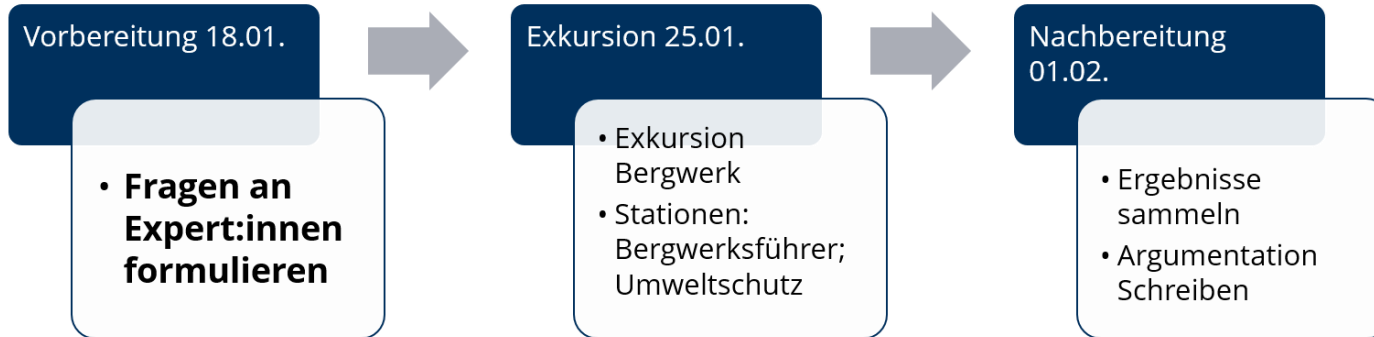 Vorbereitung 18.01.
• Fragen an
Expert:innen
formulieren
Exkursion 25.01.
• Exkursion
Bergwerk
• Stationen:
Bergwerksführer;
Umweltschutz
Nachbereitung
01.02.
• Ergebnisse
sammeln
• Argumentation
Schreiben